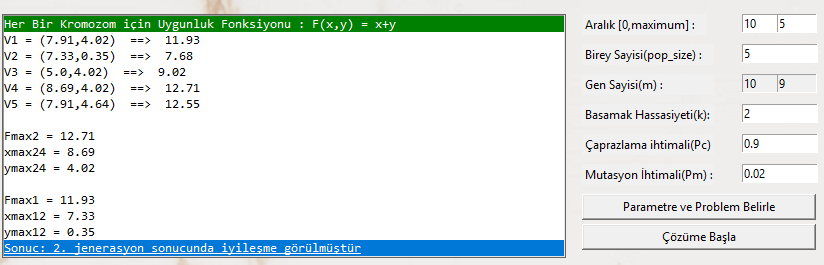 Her Bir Kromozom için Uygunluk Fonksiyonu : F(x,y) = x+y
V1 = (7.91,4.02) ==> 11.93
V2 = (7.33,0.35) ==> 7.68
V3 = (5.0,4.02) ==> 9.02
V4 = (8.69,4.02) ==> 12.71
V5 = (7.91,4.64) ==> 12.55
Fmax2 = 12.71
xmax24 = 8.69
ymax24 = 4.02
Fmax1 = 11.93
xmax12 = 7.33
ymax12 = 0.35
Sonuc: 2. jenerasyon sonucunda iyileşme görülmüştür
Aralık [0,maximum] : 10 5
Birey Sayisi(pop_size) : 5
Gen Sayisi(m) : 10 9
Basamak Hassasiyeti(k): 2
Çaprazlama ihtimali(Pc) 0.9
Mutasyon İhtimali(Pm) : 0.02
Parametre ve Problem Belirle
Çözüme Başla